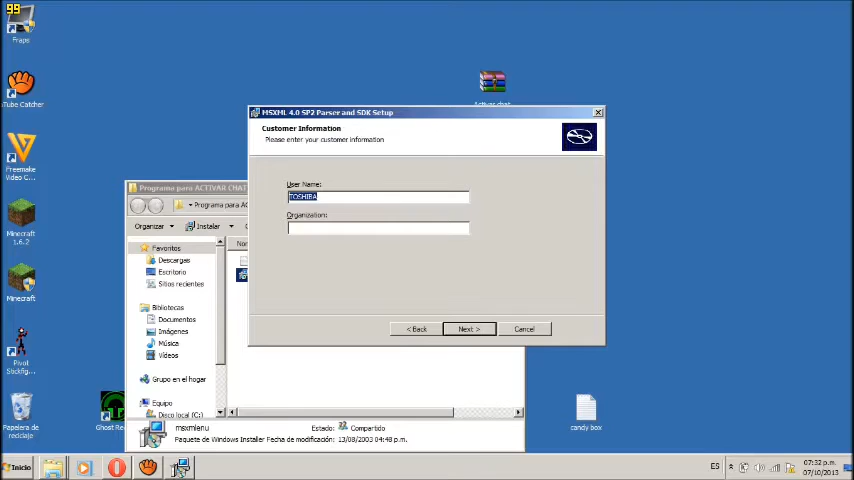 99
Fraps
Tube Catcher
Freemake
Video C...
Minecraft
1.6.2
Minecraft
Pivot
Stickfig...
Papelera de
reciclaje
Ghost Re
Activar chat
candy box
MSXML 4.0 SP2 Parser and SDK Setup
Customer Information
Please enter your customer information
User Name:
TOSHIBA
Organization:
< Back
Next >
Cancel
Programa para ACTIVAR CHAT
Programa para AC
Organizar
Instalar
Favoritos
Descargas
Escritorio
Sitios recientes
Bibliotecas
Documentos
Imágenes
Música
Vídeos
Grupo en el hogar
Equipo
Disco local (C:)
msxmlenu
Estado:
Compartido
Paquete de Windows Installer
Fecha de modificación: 13/08/2003 04:48 p.m.
Inicio
ES
07:32 p.m.
07/10/2013